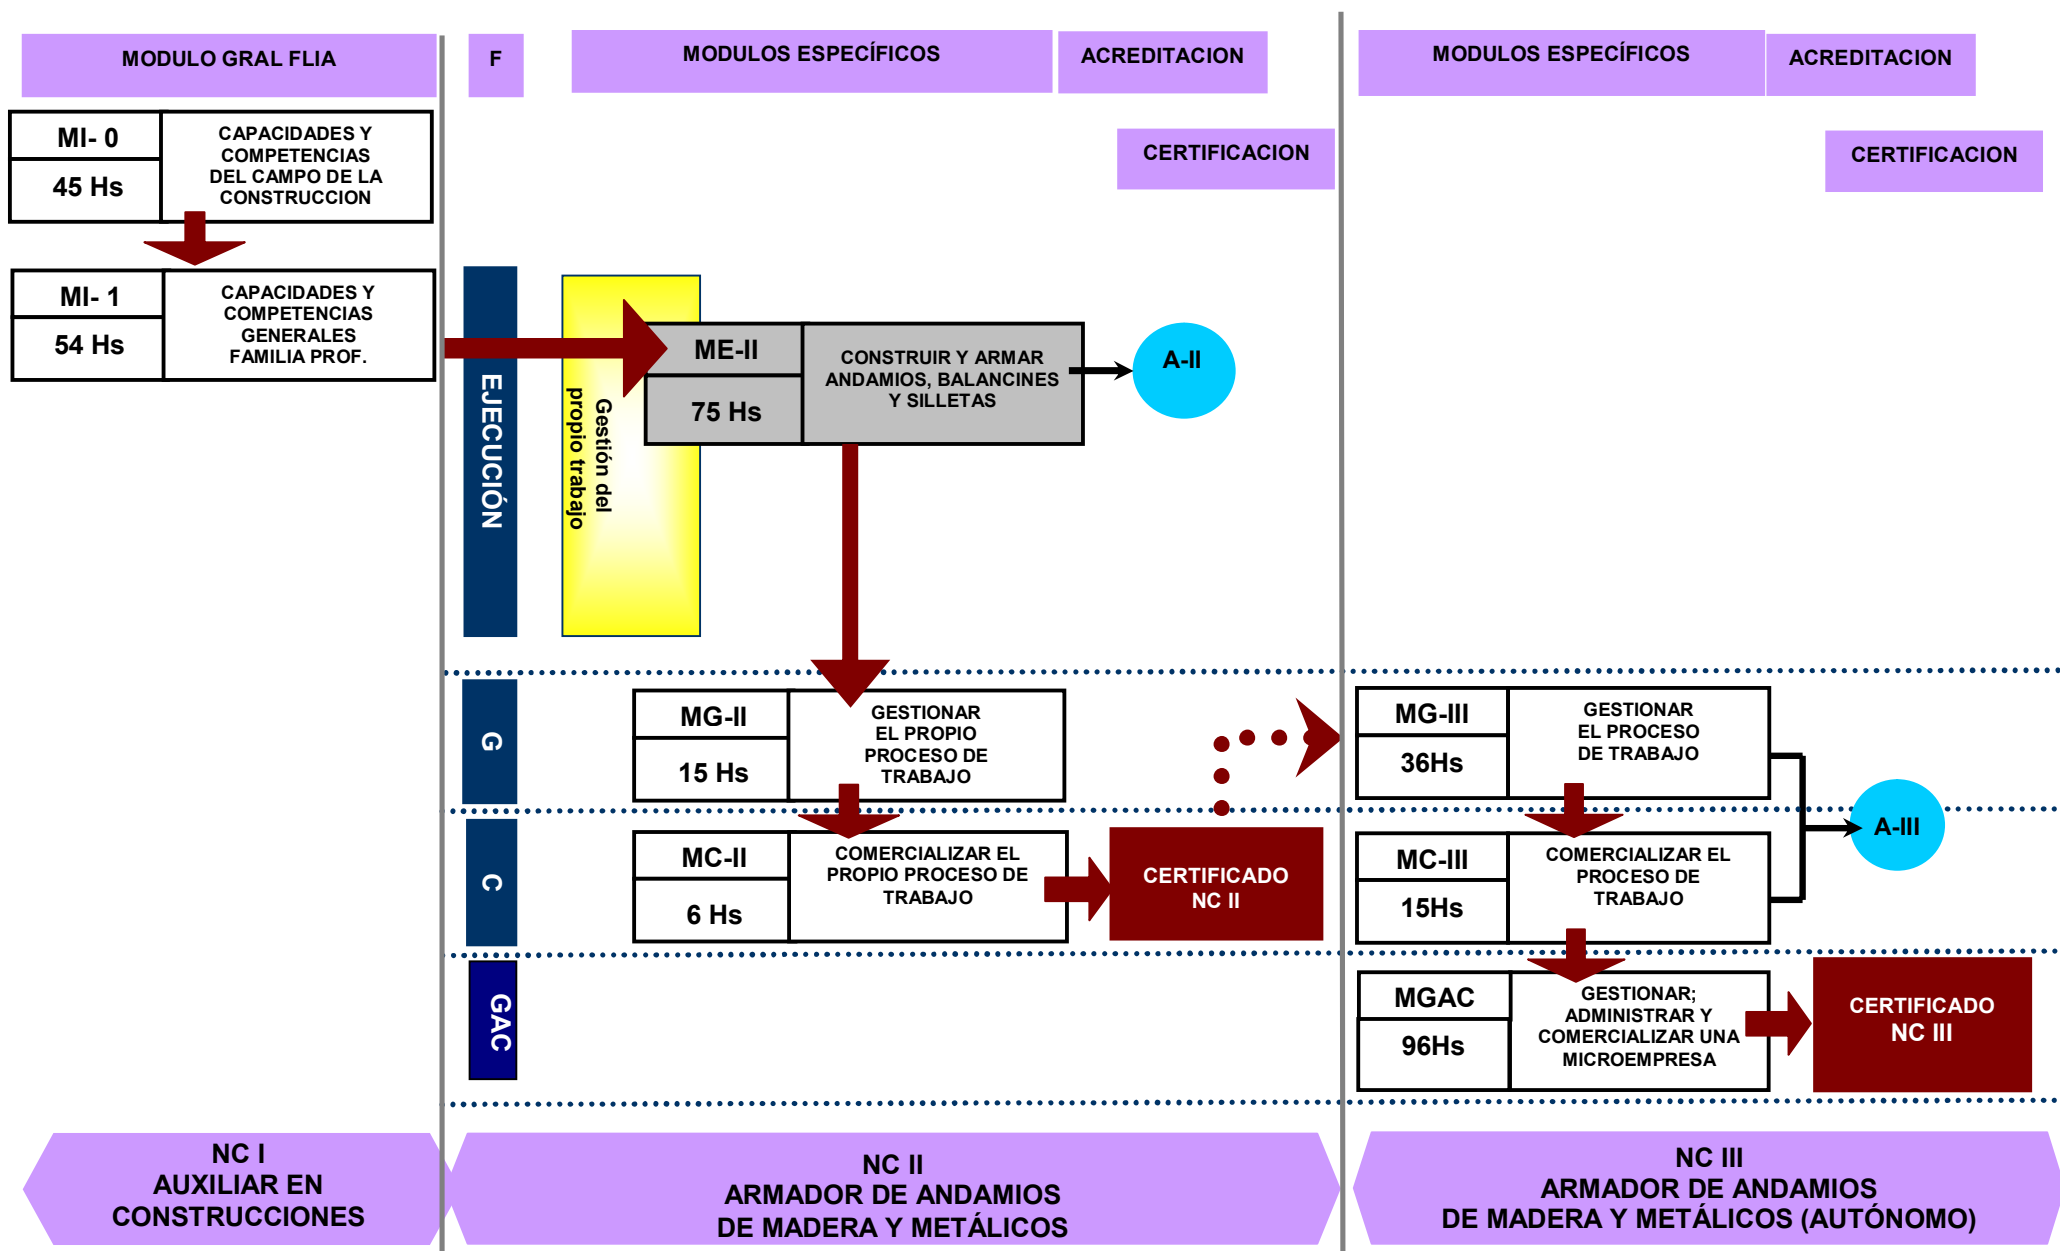 MODULO GRAL FLIA
F
MODULOS ESPECÍFICOS
ACREDITACION
MODULOS ESPECÍFICOS
ACREDITACION
CERTIFICACION
CERTIFICACION
MI- 0
45 Hs
CAPACIDADES Y
COMPETENCIAS
DEL CAMPO DE LA
CONSTRUCCION
MI- 1
54 Hs
CAPACIDADES Y
COMPETENCIAS
GENERALES
FAMILIA PROF.
EJECUCIÓN
Gestión del
propio trabajo
ME-II
75 Hs
CONSTRUIR Y ARMAR
ANDAMIOS, BALANCINES
Y SILLETAS
A-II
G
MG-II
15 Hs
GESTIONAR
EL PROPIO
PROCESO DE
TRABAJO
MG-III
36Hs
GESTIONAR
EL PROCESO
DE TRABAJO
C
MC-II
6 Hs
COMERCIALIZAR EL
PROPIO PROCESO DE
TRABAJO
CERTIFICADO
NC II
MC-III
15Hs
COMERCIALIZAR EL
PROCESO DE
TRABAJO
A-III
GAC
MGAC
96Hs
GESTIONAR;
ADMINISTRAR Y
COMERCIALIZAR UNA
MICROEMPRESA
CERTIFICADO
NC III
NC I
AUXILIAR EN
CONSTRUCCIONES
NC II
ARMADOR DE ANDAMIOS
DE MADERA Y METÁLICOS
NC III
ARMADOR DE ANDAMIOS
DE MADERA Y METÁLICOS (AUTÓNOMO)